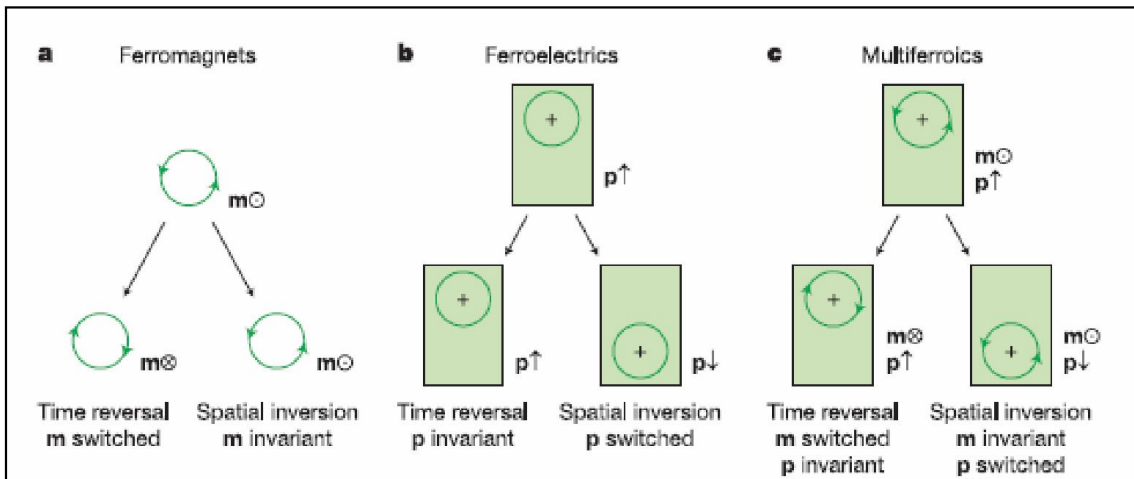 a Ferromagnets
m⊙
m⊗
m⊙
Time reversal
m switched
Spatial inversion
m invariant
b Ferroelectrics
+
p↑
+
p↑
+
p↓
Time reversal
p invariant
Spatial inversion
p switched
c Multiferroics
+
m⊙
p↑
+
m⊗
p↑
+
m⊙
p↓
Time reversal
m switched
p invariant
Spatial inversion
m invariant
p switched